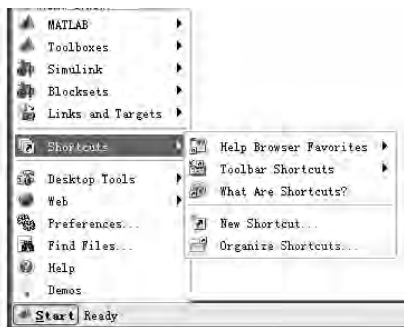 MATLAB
Toolboxes
Simulink
Blocksets
Links and Targets
Shortcuts
Desktop Tools
Web
Preferences...
Find Files...
Help
Demos
Help Browser Favorites
Toolbar Shortcuts
What Are Shortcuts?
New Shortcut...
Organize Shortcuts...
Start Ready